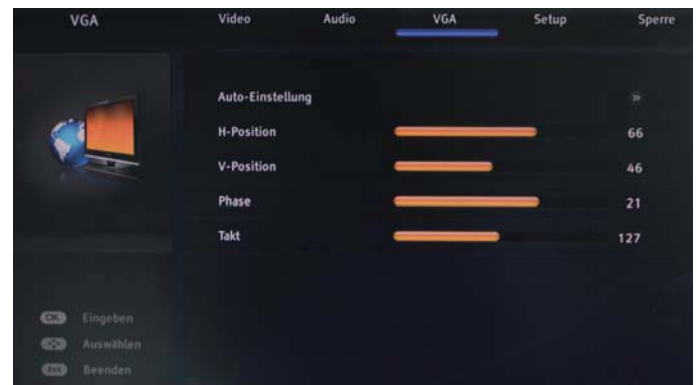 VGA Video Audio VGA Setup Sperre
Auto-Einstellung »
H-Position 66
V-Position 46
Phase 21
Takt 127
OK Eingeben
Auswählen
Exit Beenden